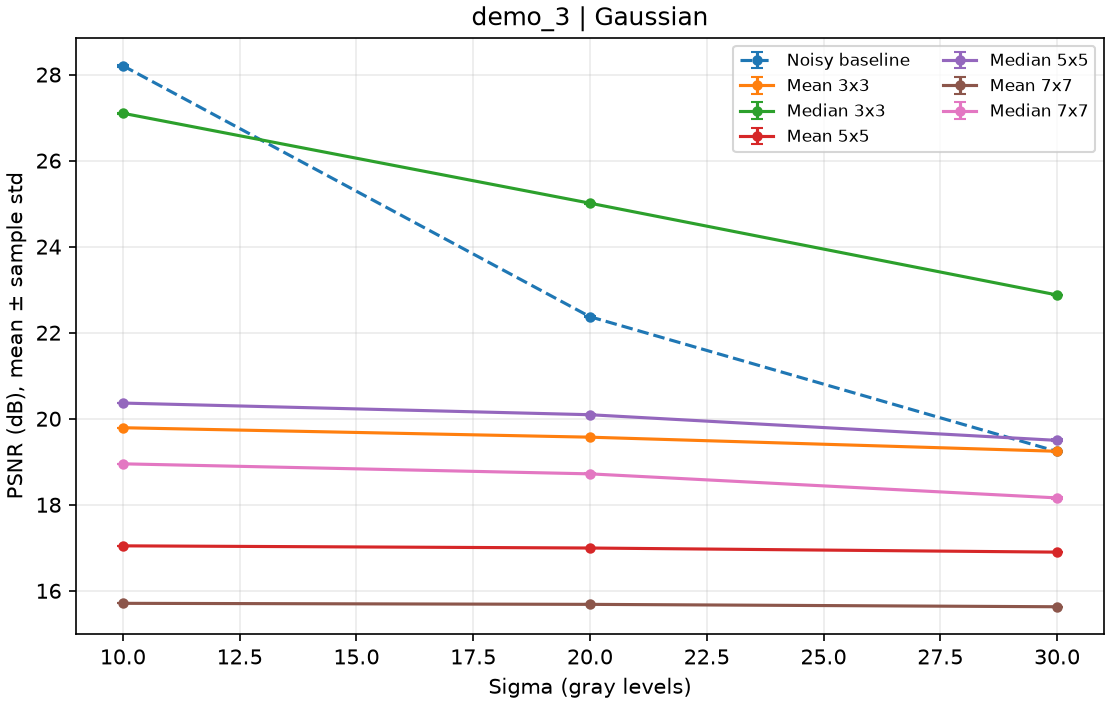 demo_3 | Gaussian
PSNR (dB), mean ± sample std
28
26
24
22
20
18
16
Noisy baseline
Mean 3x3
Median 3x3
Mean 5x5
Median 5x5
Mean 7x7
Median 7x7
10.0 12.5 15.0 17.5 20.0 22.5 25.0 27.5 30.0
Sigma (gray levels)